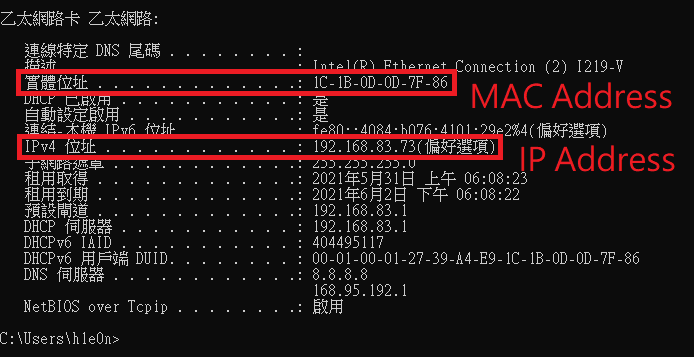 乙太網路卡 乙太網路:
連線特定 DNS 尾碼 . . . . . . . . :
描述 . . . . . . . . . . . . . . : Intel(R) Ethernet Connection (2) I219-V
實體位址 . . . . . . . . . . . . : 1C-1B-0D-0D-7F-86
MAC Address
DHCP 已啟用 . . . . . . . . . . . : 是
自動設定啟用 . . . . . . . . . . : 是
連結-本機 IPv6 位址 . . . . . . . : fe80::4084:b076:4101:29e2%4(偏好選項)
IPv4 位址 . . . . . . . . . . . . : 192.168.83.73(偏好選項)
IP Address
子網路遮罩 . . . . . . . . . . . : 255.255.255.0
租用取得 . . . . . . . . . . . . : 2021年5月31日 上午 06:08:23
租用到期 . . . . . . . . . . . . : 2021年6月2日 下午 06:08:22
預設閘道 . . . . . . . . . . . . : 192.168.83.1
DHCP 伺服器 . . . . . . . . . . . : 192.168.83.1
DHCPv6 IAID . . . . . . . . . . . : 404495117
DHCPv6 用戶端 DUID. . . . . . . . : 00-01-00-01-27-39-A4-E9-1C-1B-0D-0D-7F-86
DNS 伺服器 . . . . . . . . . . . : 8.8.8.8
168.95.192.1
NetBIOS over Tcpip . . . . . . . : 啟用
C:\Users\h1e0n>